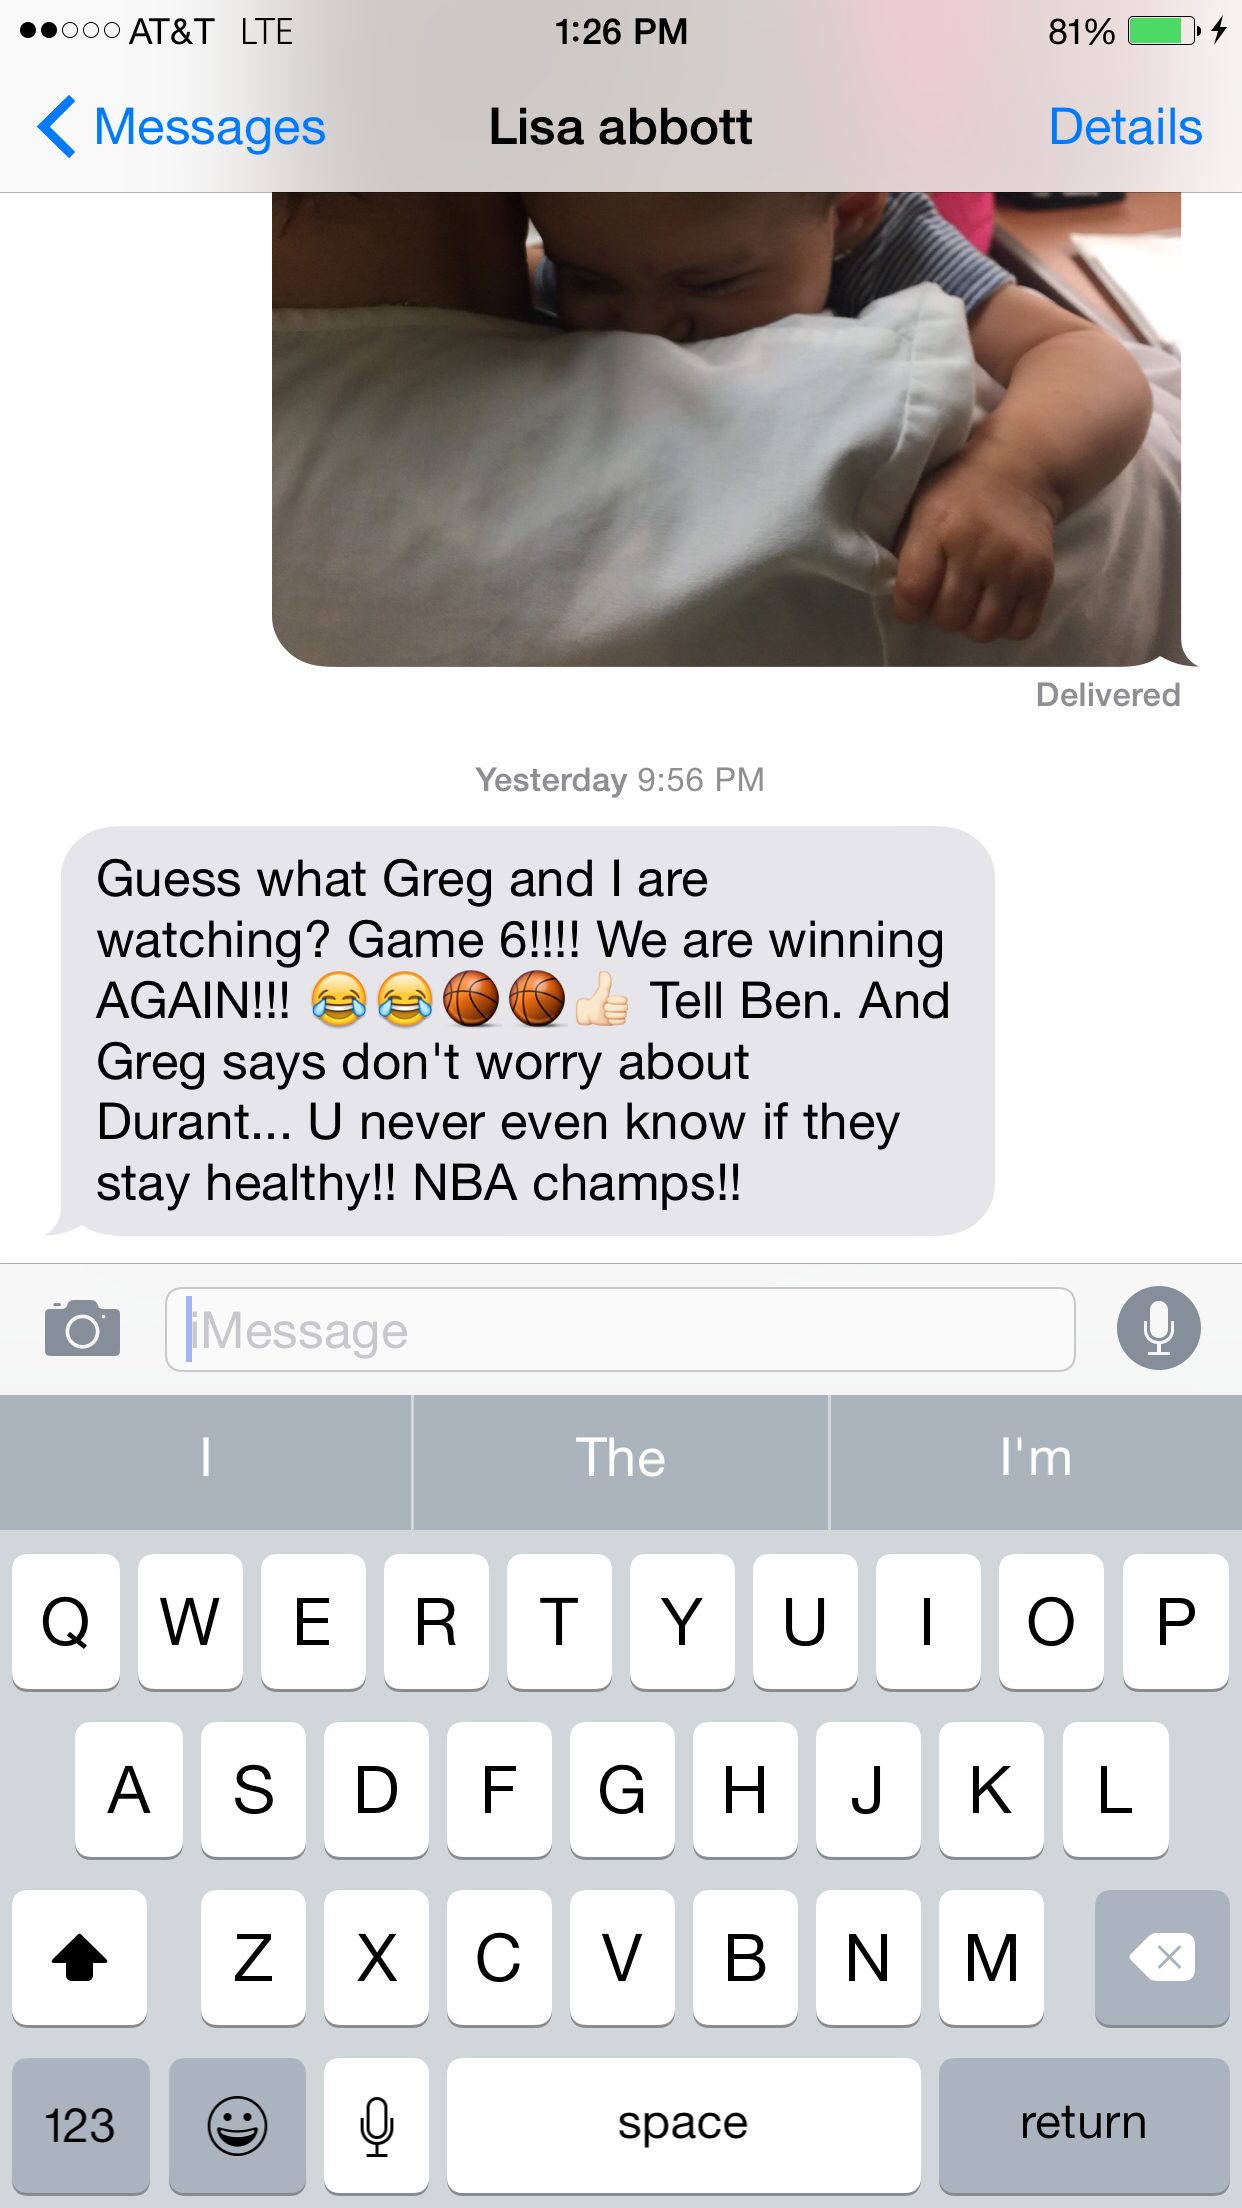 AT&T LTE 1:26 PM 81%
Messages Lisa abbott Details
Delivered
Yesterday 9:56 PM
Guess what Greg and I are
watching? Game 6!!!! We are winning
AGAIN!!! 😂😂🏀🏀👍🏻 Tell Ben. And
Greg says don't worry about
Durant... U never even know if they
stay healthy!! NBA champs!!
iMessage
I The I'm
Q W E R T Y U I O P
A S D F G H J K L
Z X C V B N M
123 space return